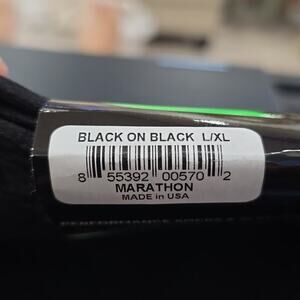 BLACK ON BLACK L/XL
8 55392 00570 2
MARATHON
MADE in USA